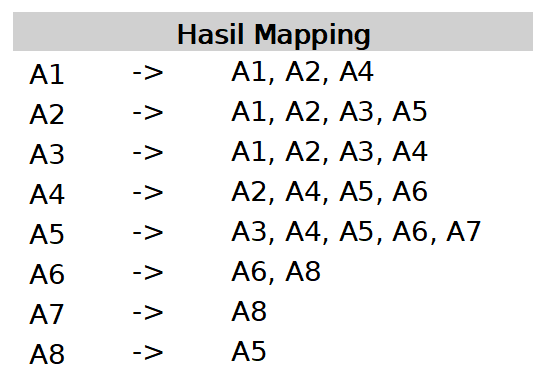 Hasil Mapping
A1 -> A1, A2, A4
A2 -> A1, A2, A3, A5
A3 -> A1, A2, A3, A4
A4 -> A2, A4, A5, A6
A5 -> A3, A4, A5, A6, A7
A6 -> A6, A8
A7 -> A8
A8 -> A5